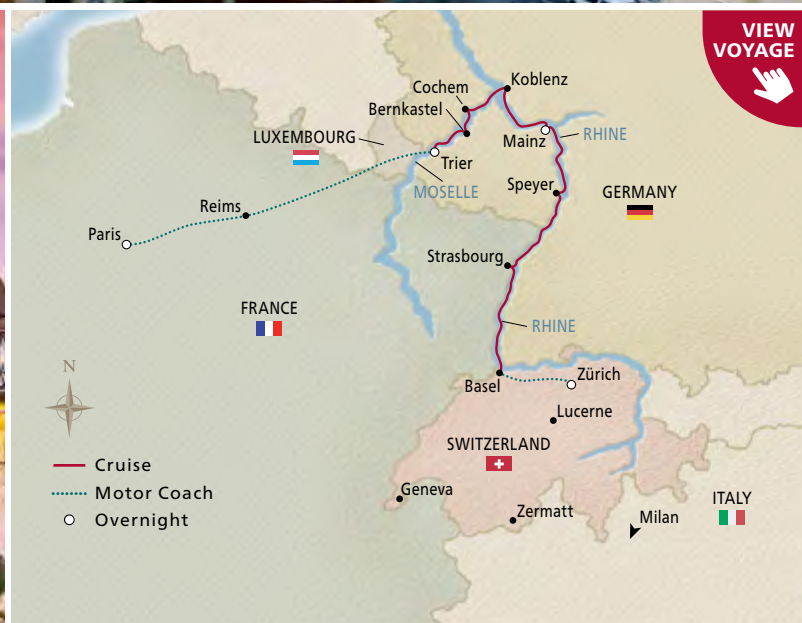 VIEW
VOYAGE
Koblenz
Cochem
Bernkastel
LUXEMBOURG
Mainz
RHINE
Trier
MOSELLE
Speyer
GERMANY
Reims
Paris
Strasbourg
FRANCE
RHINE
N
Basel
Zürich
Lucerne
SWITZERLAND
Cruise
Motor Coach
Overnight
Geneva
Zermatt
Milan
ITALY